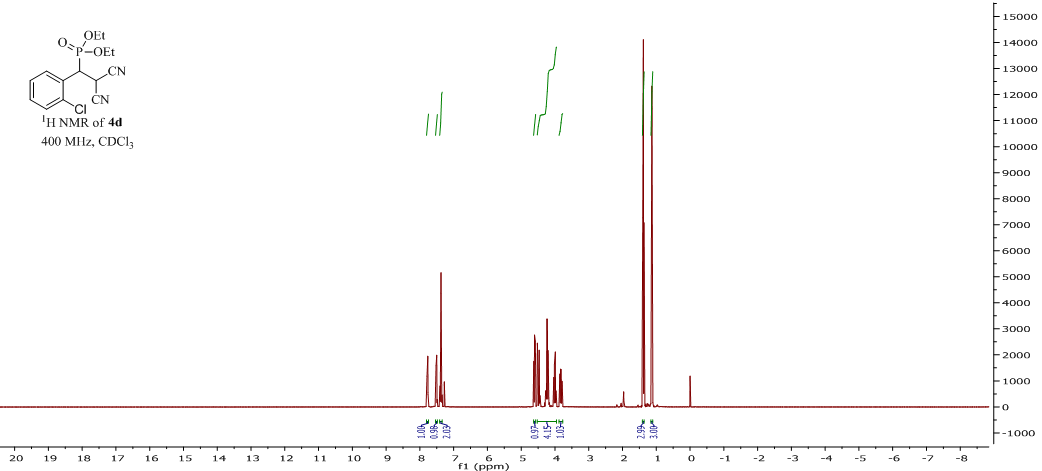 OEt
O
P
OEt
CN
CN
Cl
¹H NMR of 4d
400 MHz, CDCl₃
15000
14000
13000
12000
11000
10000
9000
8000
7000
6000
5000
4000
3000
2000
1000
0
-1000
1.00
0.98
2.03
0.97
4.15
1.03
2.99
3.00
20 19 18 17 16 15 14 13 12 11 10 9 8 7 6 5 4 3 2 1 0 -1 -2 -3 -4 -5 -6 -7 -8
f1 (ppm)